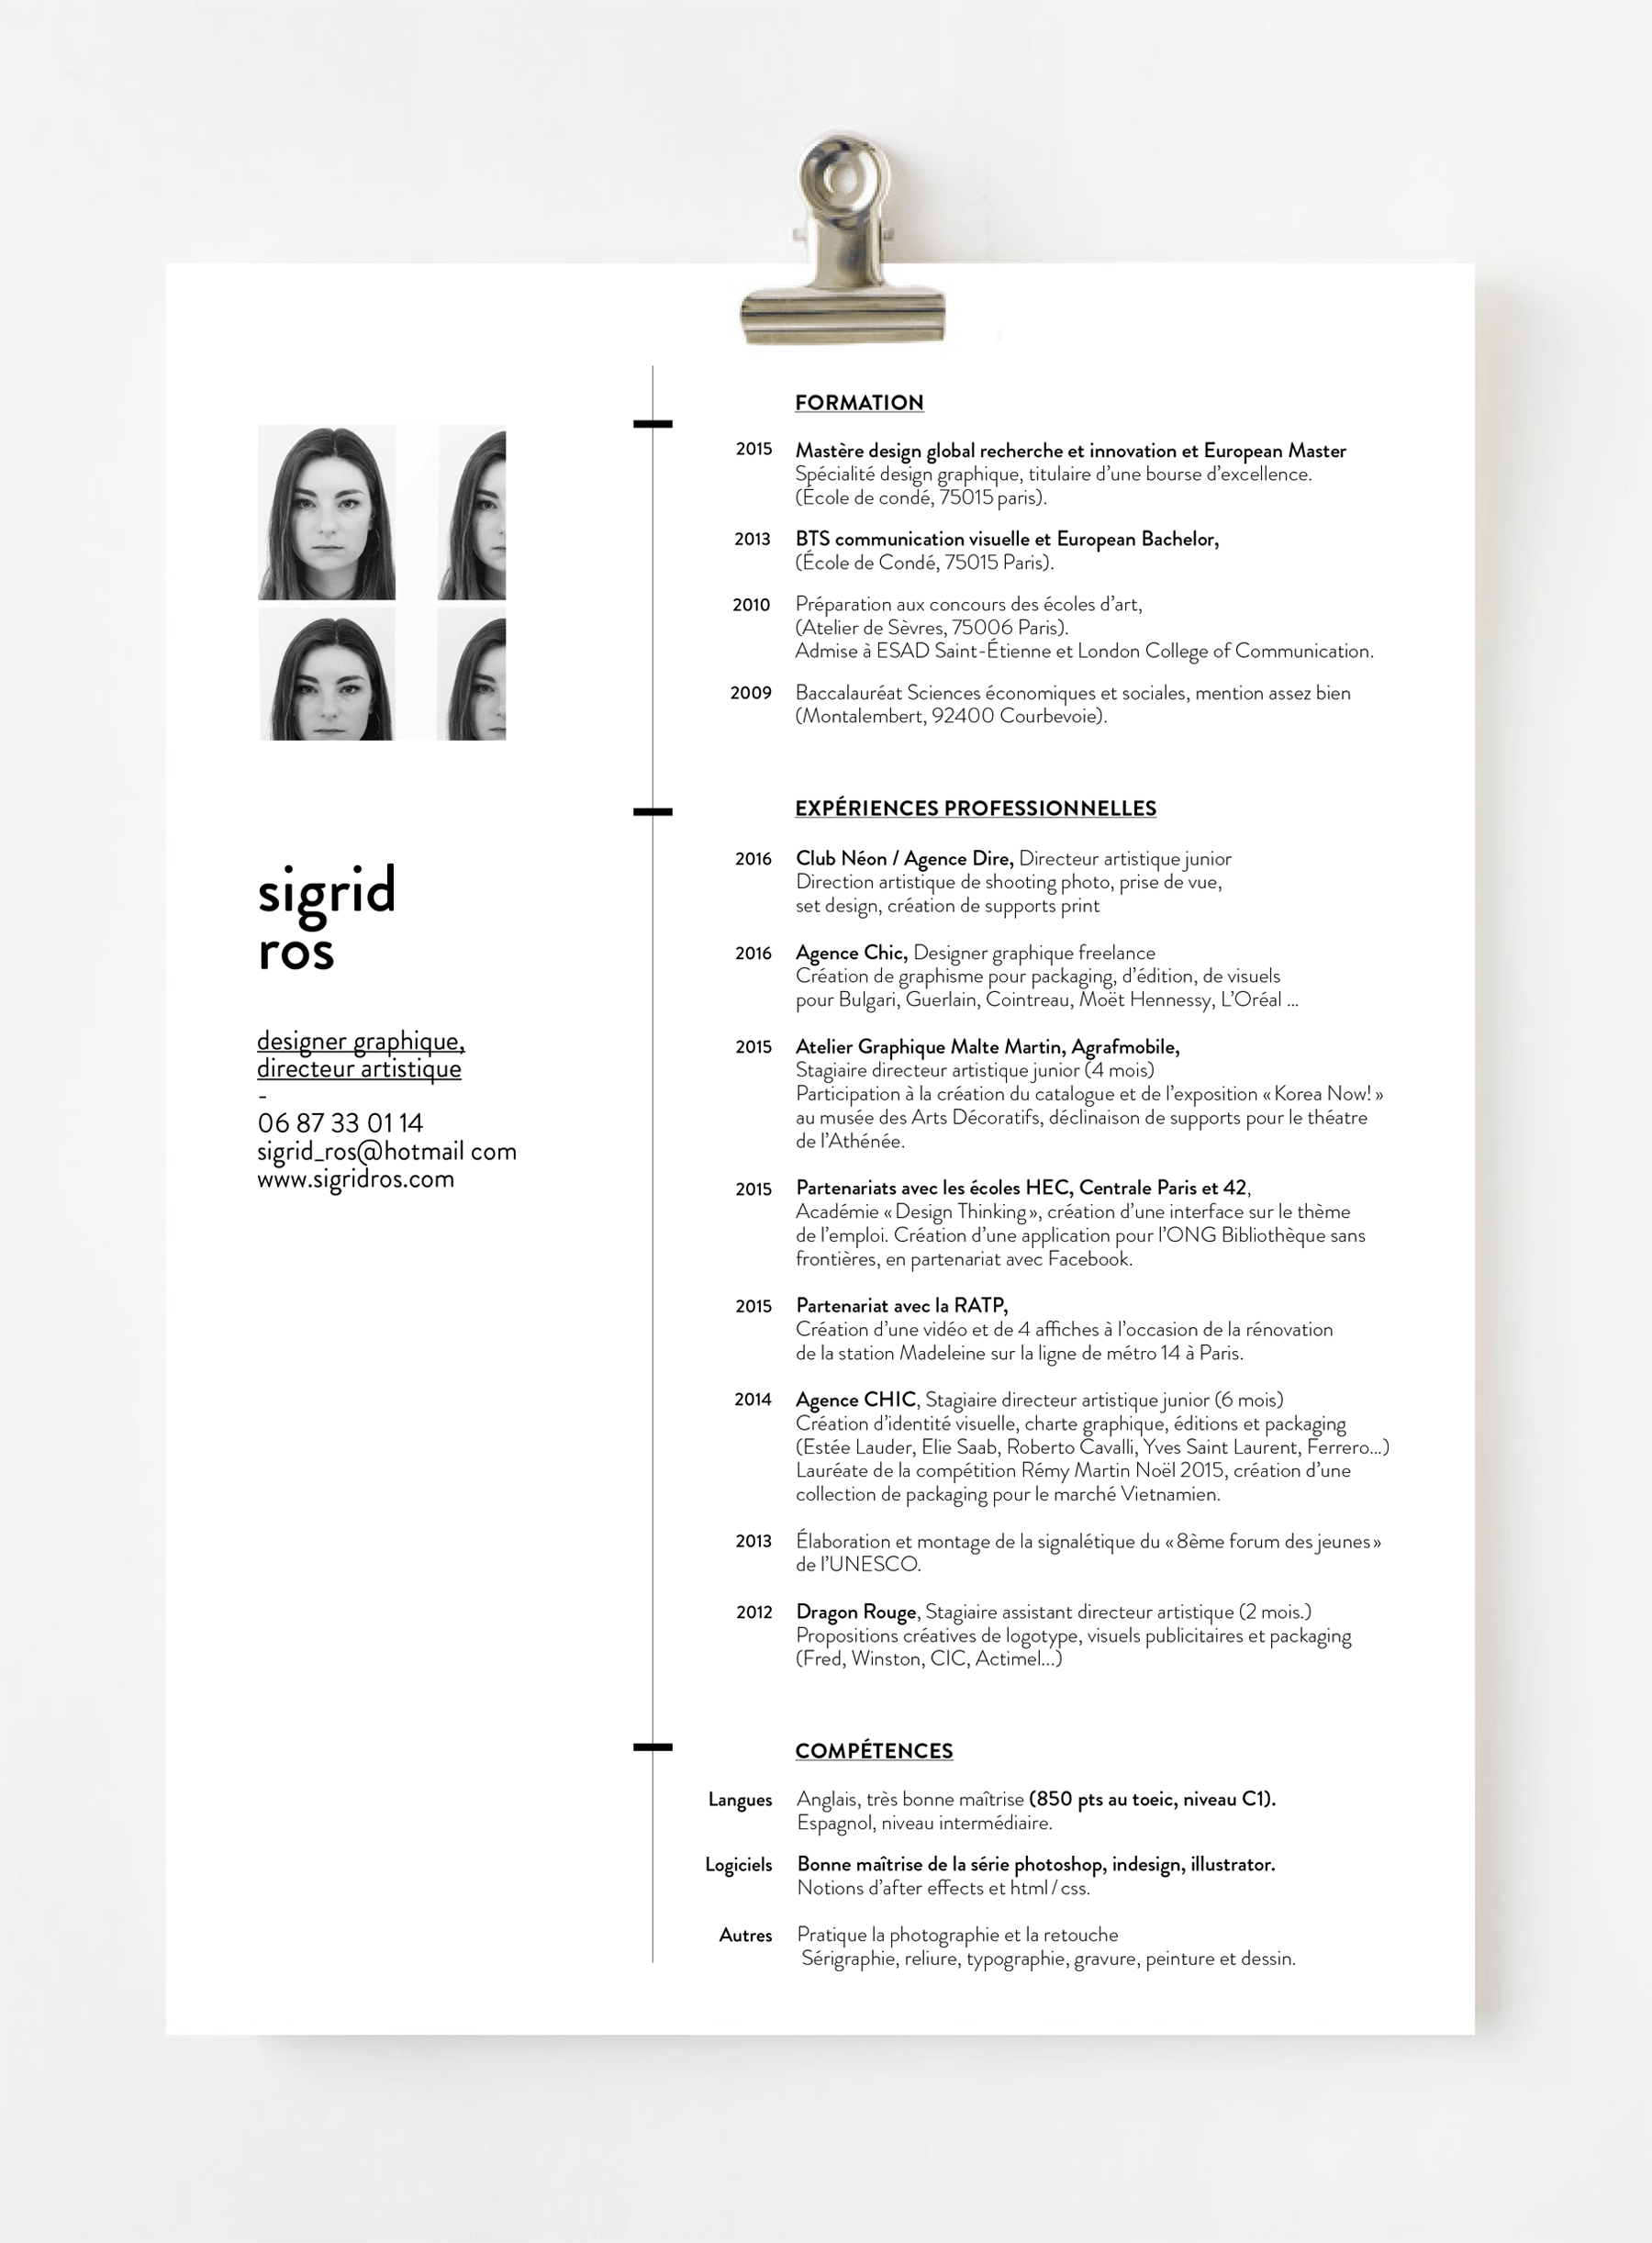 sigrid
ros
designer graphique,
directeur artistique
-
06 87 33 01 14
sigrid_ros@hotmail com
www.sigridros.com
FORMATION
2015 Mastère design global recherche et innovation et European Master
Spécialité design graphique, titulaire d’une bourse d’excellence.
(École de condé, 75015 paris).
2013 BTS communication visuelle et European Bachelor,
(École de Condé, 75015 Paris).
2010 Préparation aux concours des écoles d’art,
(Atelier de Sèvres, 75006 Paris).
Admise à ESAD Saint-Étienne et London College of Communication.
2009 Baccalauréat Sciences économiques et sociales, mention assez bien
(Montalembert, 92400 Courbevoie).
EXPÉRIENCES PROFESSIONNELLES
2016 Club Néon / Agence Dire, Directeur artistique junior
Direction artistique de shooting photo, prise de vue,
set design, création de supports print
2016 Agence Chic, Designer graphique freelance
Création de graphisme pour packaging, d’édition, de visuels
pour Bulgari, Guerlain, Cointreau, Moët Hennessy, L’Oréal ...
2015 Atelier Graphique Malte Martin, Agrafmobile,
Stagiaire directeur artistique junior (4 mois)
Participation à la création du catalogue et de l’exposition « Korea Now! »
au musée des Arts Décoratifs, déclinaison de supports pour le théatre
de l’Athénée.
2015 Partenariats avec les écoles HEC, Centrale Paris et 42,
Académie « Design Thinking », création d’une interface sur le thème
de l’emploi. Création d’une application pour l’ONG Bibliothèque sans
frontières, en partenariat avec Facebook.
2015 Partenariat avec la RATP,
Création d’une vidéo et de 4 affiches à l’occasion de la rénovation
de la station Madeleine sur la ligne de métro 14 à Paris.
2014 Agence CHIC, Stagiaire directeur artistique junior (6 mois)
Création d’identité visuelle, charte graphique, éditions et packaging
(Estée Lauder, Elie Saab, Roberto Cavalli, Yves Saint Laurent, Ferrero...)
Lauréate de la compétition Rémy Martin Noël 2015, création d’une
collection de packaging pour le marché Vietnamien.
2013 Élaboration et montage de la signalétique du « 8ème forum des jeunes »
de l’UNESCO.
2012 Dragon Rouge, Stagiaire assistant directeur artistique (2 mois.)
Propositions créatives de logotype, visuels publicitaires et packaging
(Fred, Winston, CIC, Actimel...)
COMPÉTENCES
Langues Anglais, très bonne maîtrise (850 pts au toeic, niveau C1).
Espagnol, niveau intermédiaire.
Logiciels Bonne maîtrise de la série photoshop, indesign, illustrator.
Notions d’after effects et html / css.
Autres Pratique la photographie et la retouche
Sérigraphie, reliure, typographie, gravure, peinture et dessin.